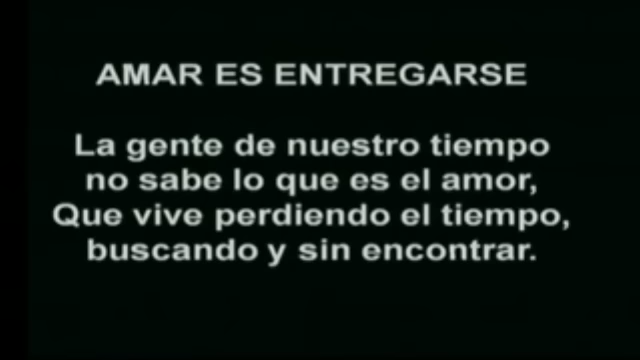 AMAR ES ENTREGARSE
La gente de nuestro tiempo
no sabe lo que es el amor,
Que vive perdiendo el tiempo,
buscando y sin encontrar.